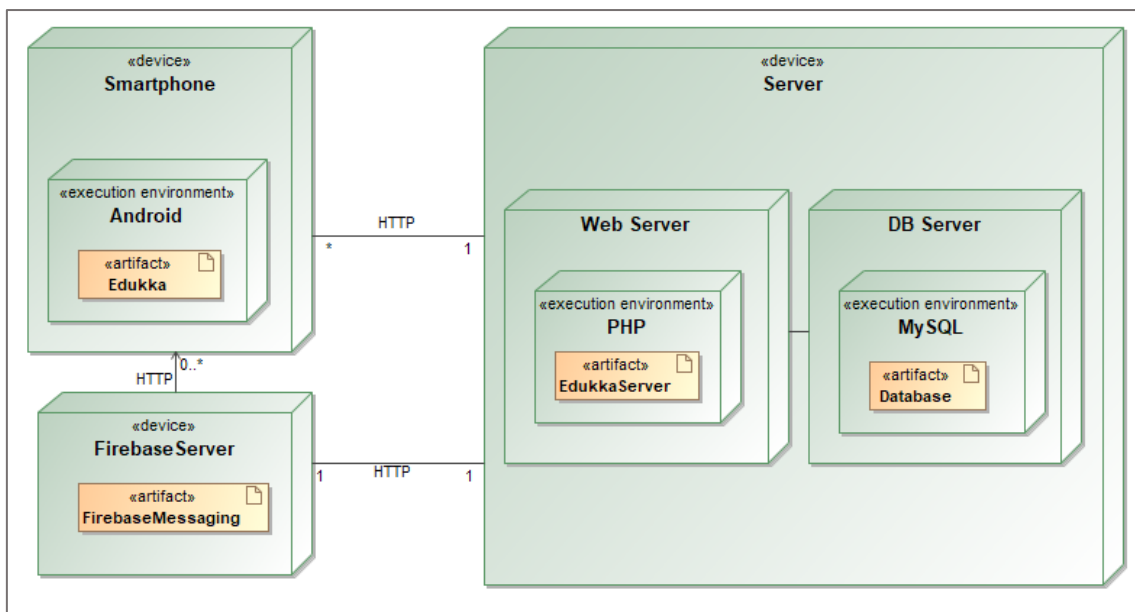 «device»
Smartphone
«execution environment»
Android
«artifact»
Edukka
HTTP
*
1
0..*
HTTP
«device»
FirebaseServer
«artifact»
FirebaseMessaging
1
HTTP
1
«device»
Server
Web Server
«execution environment»
PHP
«artifact»
EdukkaServer
DB Server
«execution environment»
MySQL
«artifact»
Database